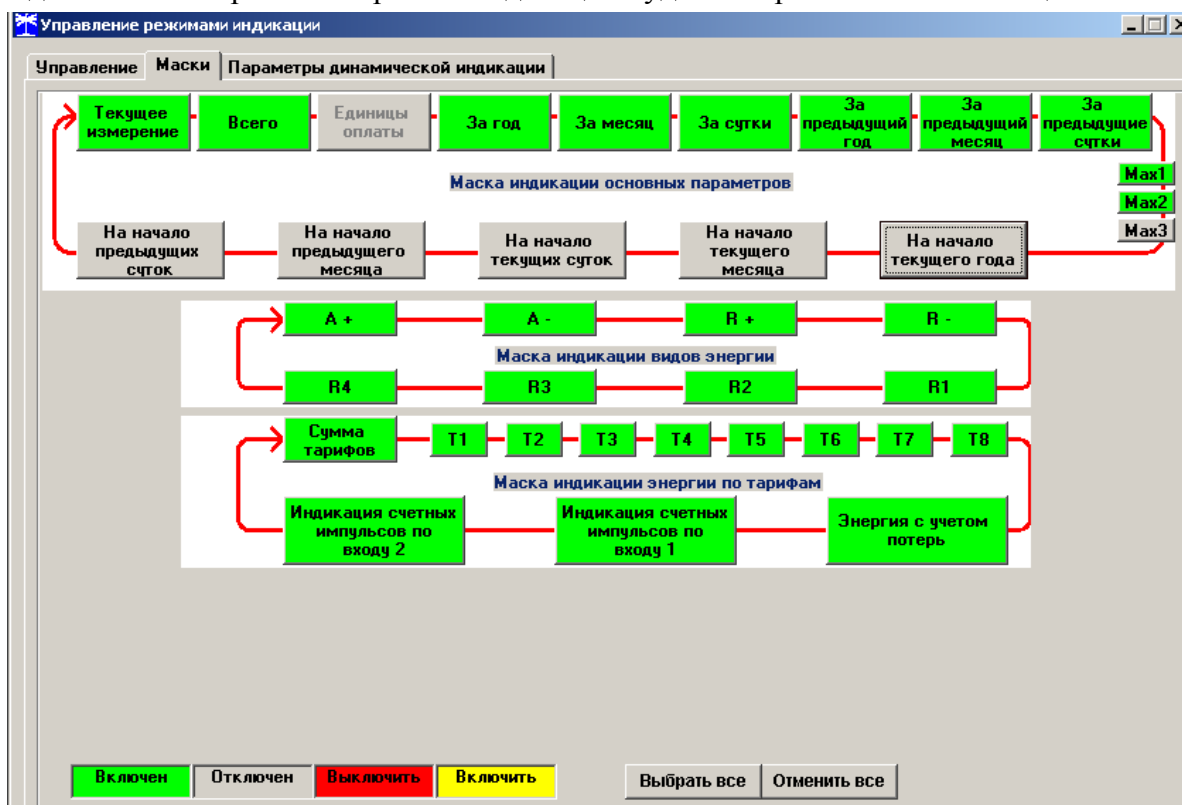 Управление режимами индикации
Управление Маски Параметры динамической индикации
Текущее
измерение
Всего
Единицы
оплаты
За год
За месяц
За сутки
За
предыдущий
год
За
предыдущий
месяц
За
предыдущие
сутки
Max1
Маска индикации основных параметров
Max2
Max3
На начало
предыдущих
суток
На начало
предыдущего
месяца
На начало
текущих суток
На начало
текущего
месяца
На начало
текущего года
A + A - R + R -
Маска индикации видов энергии
R4 R3 R2 R1
Сумма
тарифов
T1 T2 T3 T4 T5 T6 T7 T8
Маска индикации энергии по тарифам
Индикация счетных
импульсов по
входу 2
Индикация счетных
импульсов по
входу 1
Энергия с учетом
потерь
Включен Отключен Выключить Включить Выбрать все Отменить все